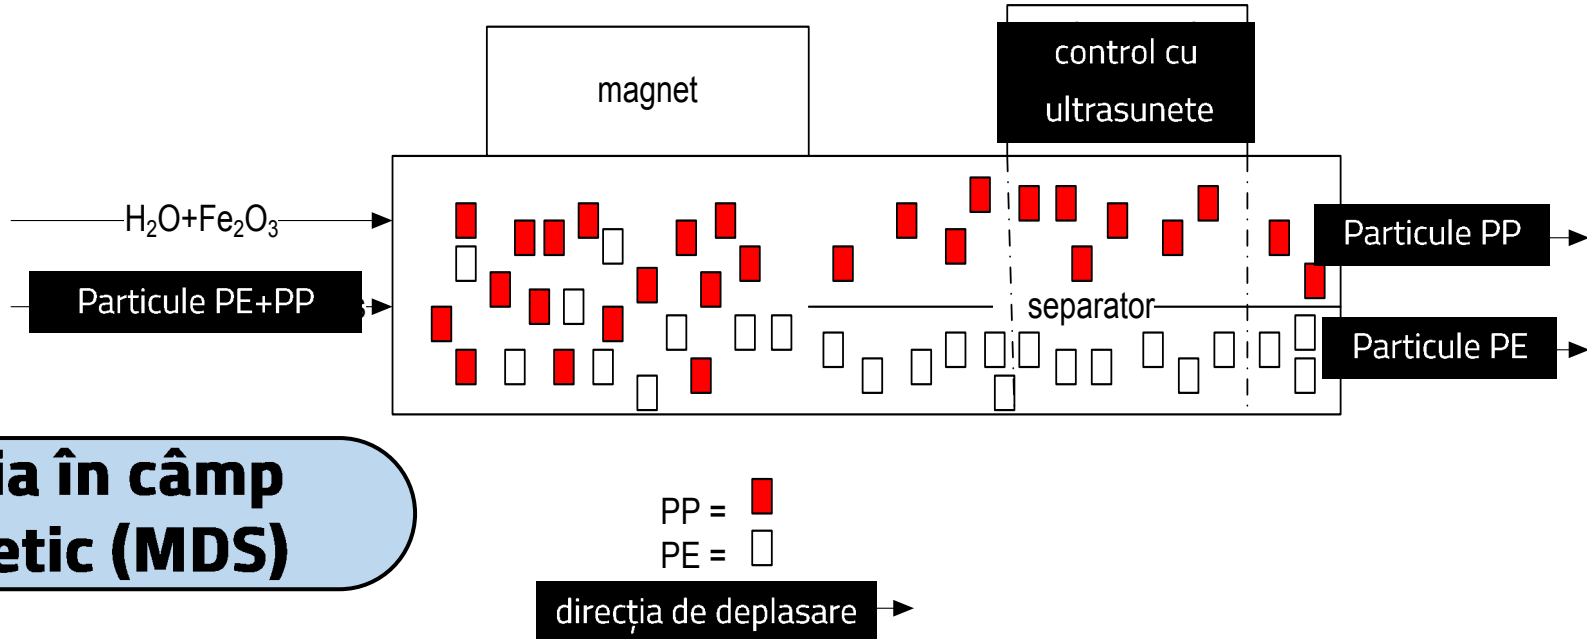 control cu
ultrasunete
magnet
H₂O+Fe₂O₃
Particule PP
Particule PE+PP
separator
Particule PE
ia în câmp
etic (MDS)
PP =
PE =
direcția de deplasare